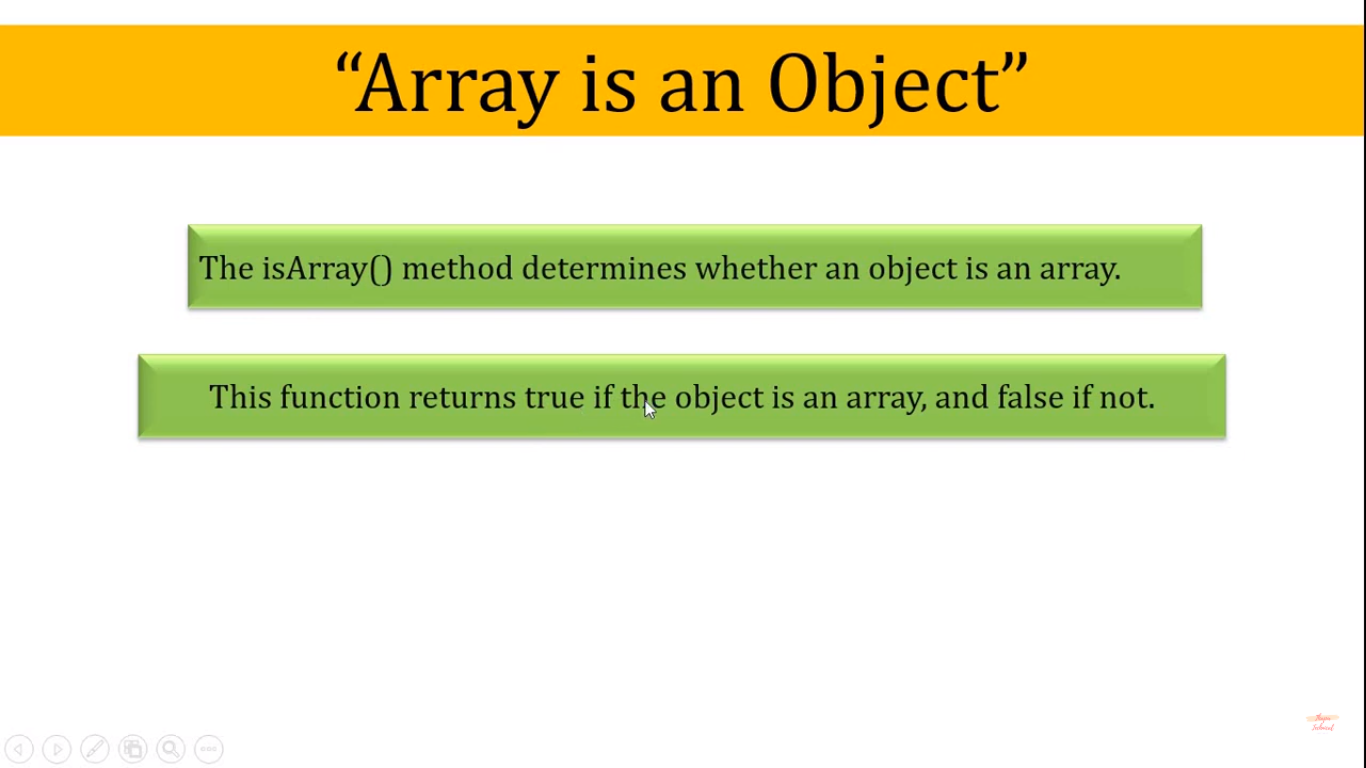 “Array is an Object”
The isArray() method determines whether an object is an array.
This function returns true if the object is an array, and false if not.
Technical